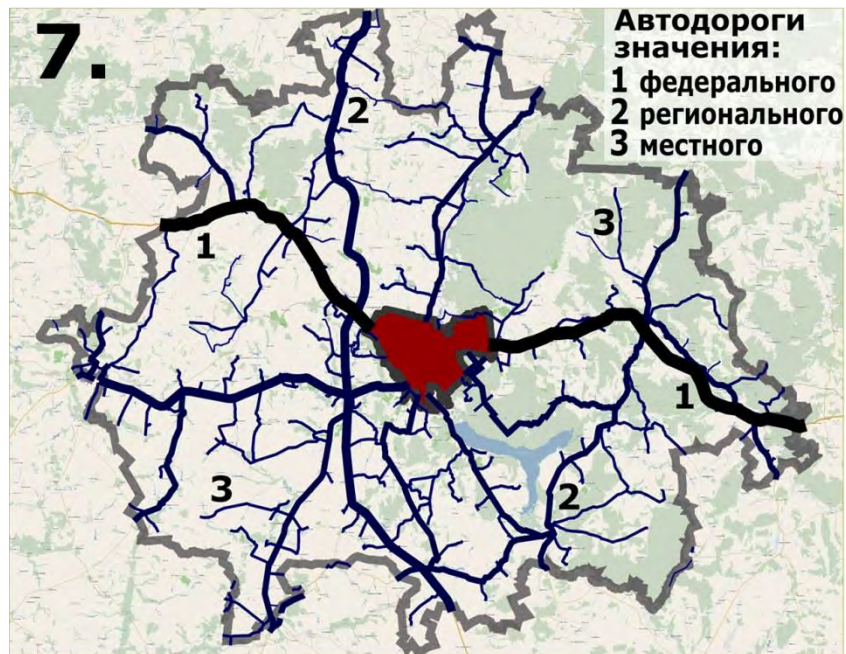 7.
Автодороги
значения:
1 федерального
2 регионального
3 местного
2
3
1
1
3
2